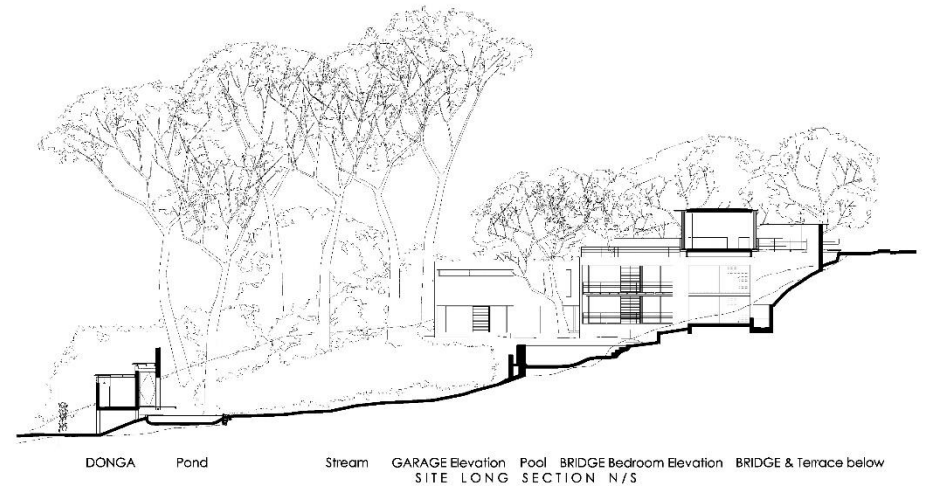 DONGA Pond Stream GARAGE Elevation Pool BRIDGE Bedroom Elevation BRIDGE & Terrace below
SITE LONG SECTION N/S